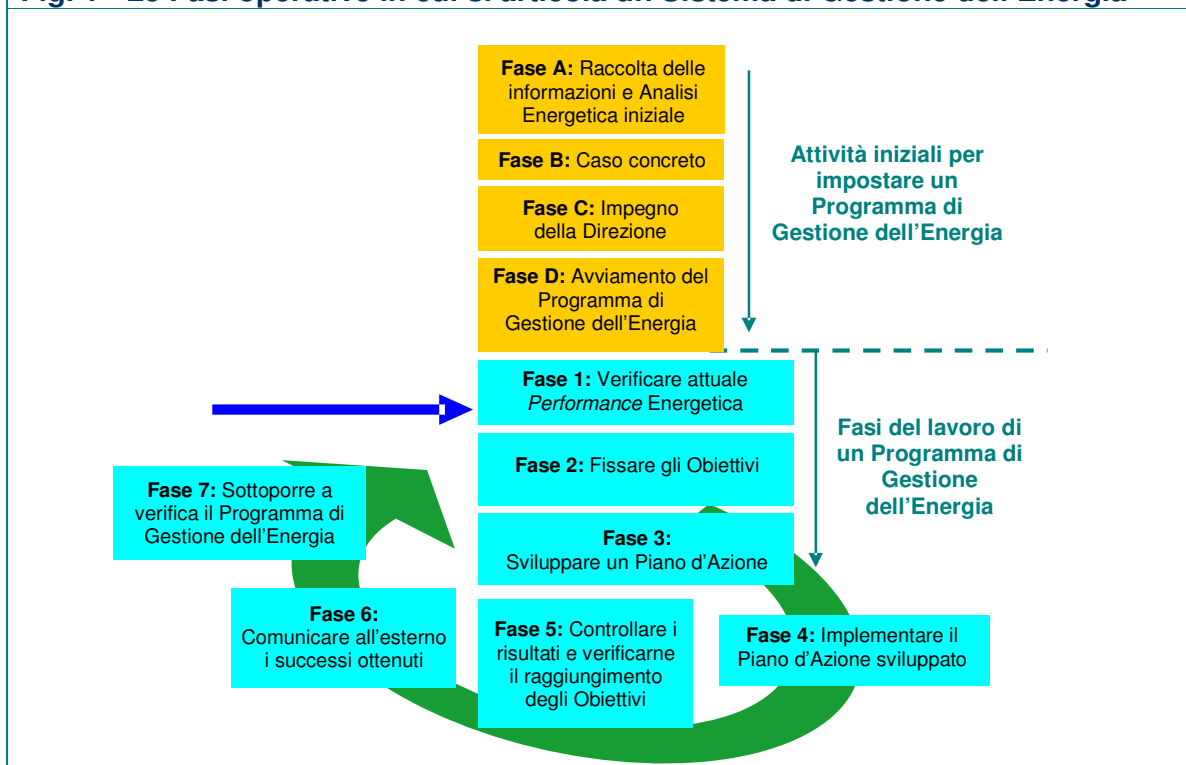 Fase A: Raccolta delle
informazioni e Analisi
Energetica iniziale
Fase B: Caso concreto
Fase C: Impegno
della Direzione
Fase D: Avviamento del
Programma di
Gestione dell'Energia
Attività iniziali per
impostare un
Programma di
Gestione dell'Energia
Fase 1: Verificare attuale
Performance Energetica
Fase 2: Fissare gli Obiettivi
Fase 3:
Sviluppare un Piano d'Azione
Fasi del lavoro di
un Programma di
Gestione
dell'Energia
Fase 7: Sottoporre a
verifica il Programma di
Gestione dell'Energia
Fase 6:
Comunicare all'esterno
i successi ottenuti
Fase 5: Controllare i
risultati e verificarne
il raggiungimento
degli Obiettivi
Fase 4: Implementare il
Piano d'Azione sviluppato